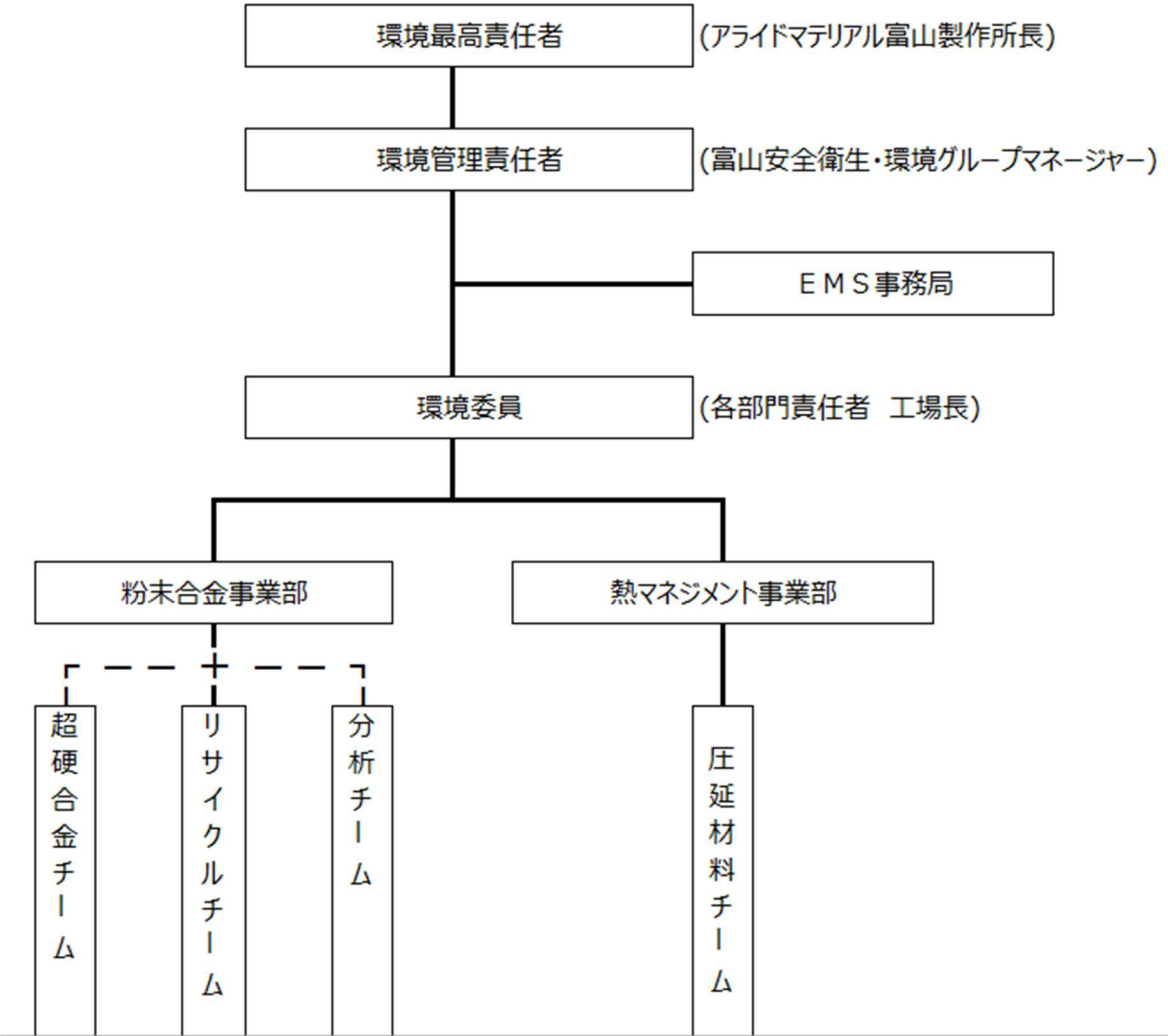 環境最高責任者
(アライドマテリアル富山製作所長)
環境管理責任者
(富山安全衛生・環境グループマネージャー)
ＥＭＳ事務局
環境委員
(各部門責任者　工場長)
粉末合金事業部
熱マネジメント事業部
超硬合金チーム
リサイクルチーム
分析チーム
圧延材料チーム